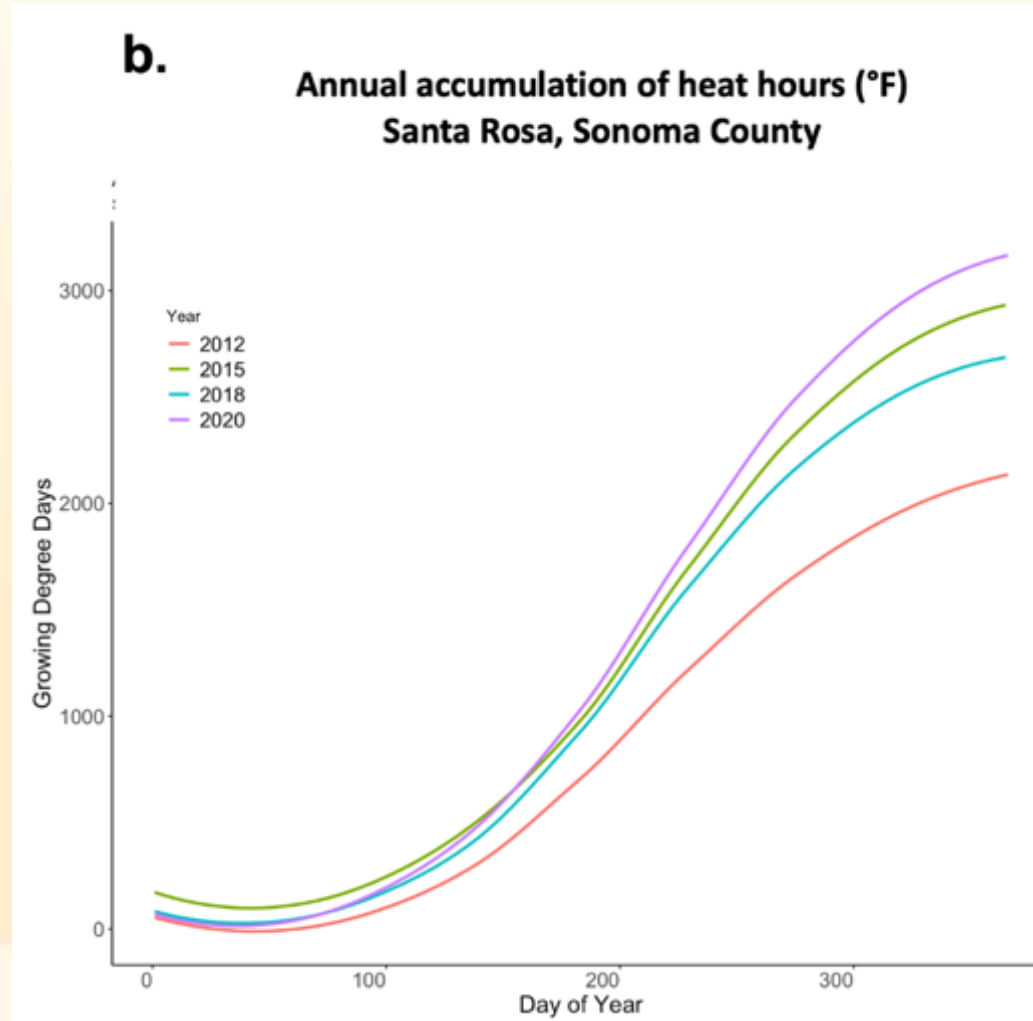 b.
Annual accumulation of heat hours (°F)
Santa Rosa, Sonoma County
3000
2000
1000
0
Growing Degree Days
Year
2012
2015
2018
2020
0 100 200 300
Day of Year